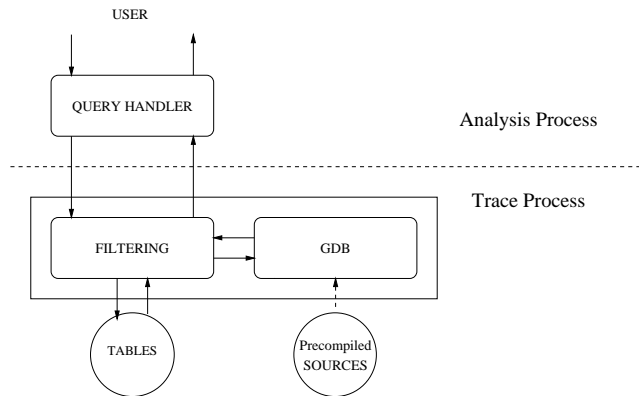 USER
QUERY HANDLER
Analysis Process
Trace Process
FILTERING
GDB
TABLES
Precompiled
SOURCES